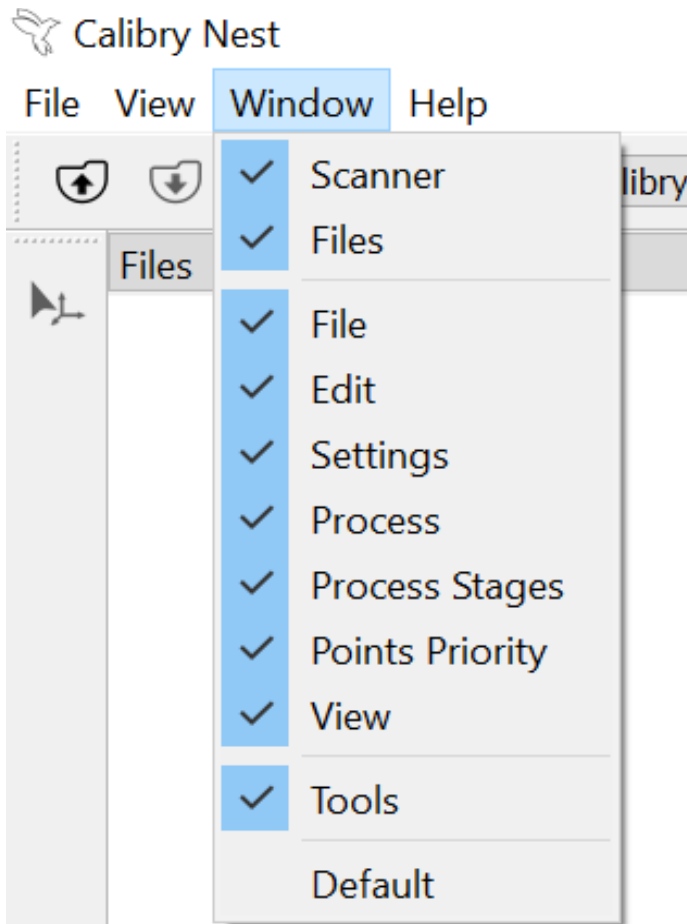 Calibry Nest
File View Window Help
Scanner
libry
Files
Files
File
Edit
Settings
Process
Process Stages
Points Priority
View
Tools
Default